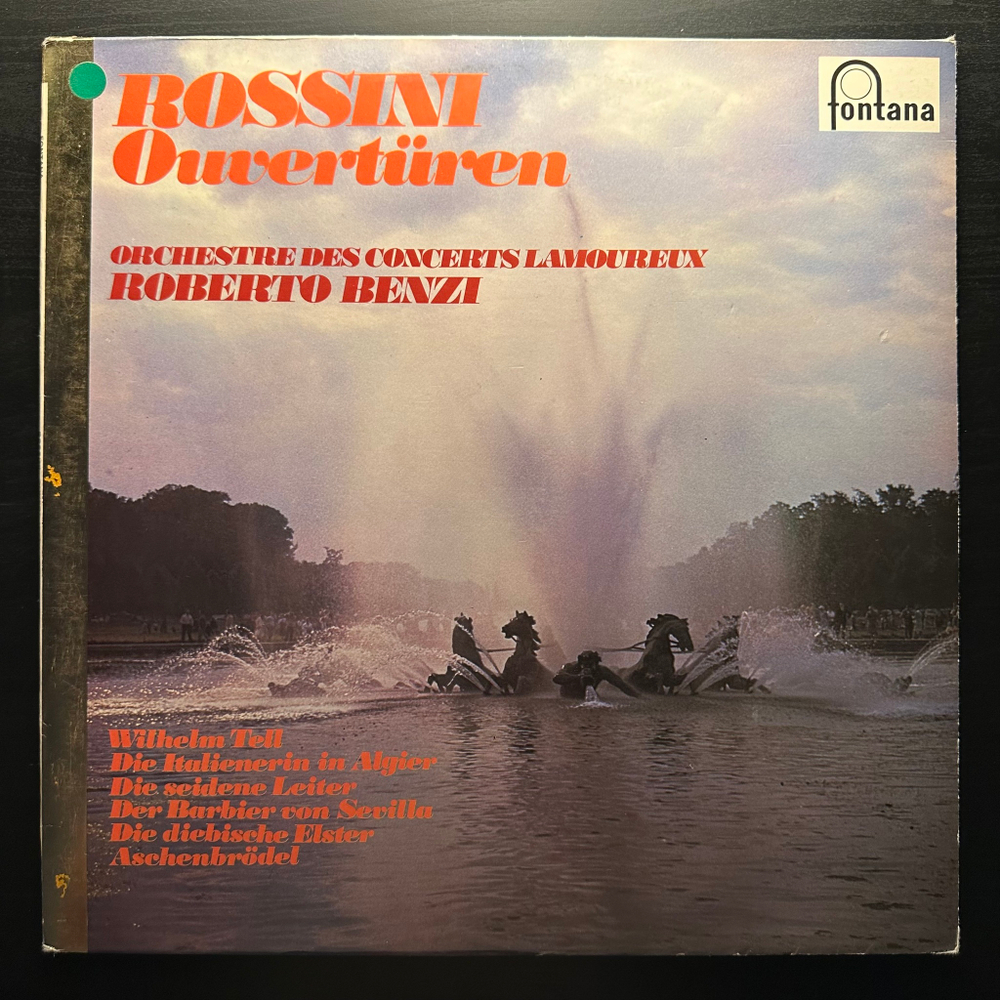 ROSSINI
Ouvertüren
fontana
ORCHESTRE DES CONCERTS LAMOUREUX
ROBERTO BENZI
Wilhelm Tell
Die Italienerin in Algier
Die seidene Leiter
Der Barbier von Sevilla
Die diebische Elster
Aschenbrödel